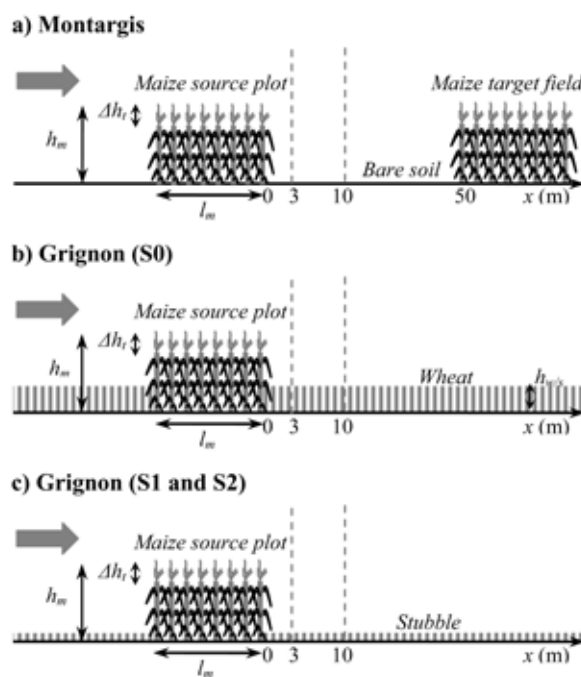 a) Montargis
Maize source plot
Maize target field
Δht
hm
Bare soil
0 3 10 50 x (m)
lm
b) Grignon (S0)
Maize source plot
Δht
hm
Wheat
0 3 10 x (m)
lm
c) Grignon (S1 and S2)
Maize source plot
Δht
hm
Stubble
0 3 10 x (m)
lm